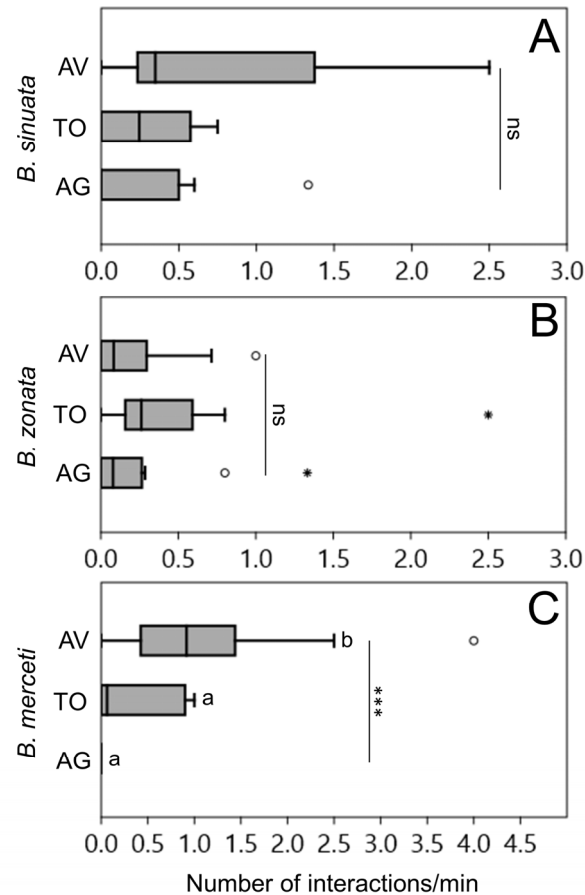 A
B. sinuata
AV
TO
AG
ns
0.0 0.5 1.0 1.5 2.0 2.5 3.0
B
B. zonata
AV
TO
AG
ns
0.0 0.5 1.0 1.5 2.0 2.5 3.0
C
B. merceti
AV b
TO a
AG a
***
0.0 0.5 1.0 1.5 2.0 2.5 3.0 3.5 4.0 4.5
Number of interactions/min